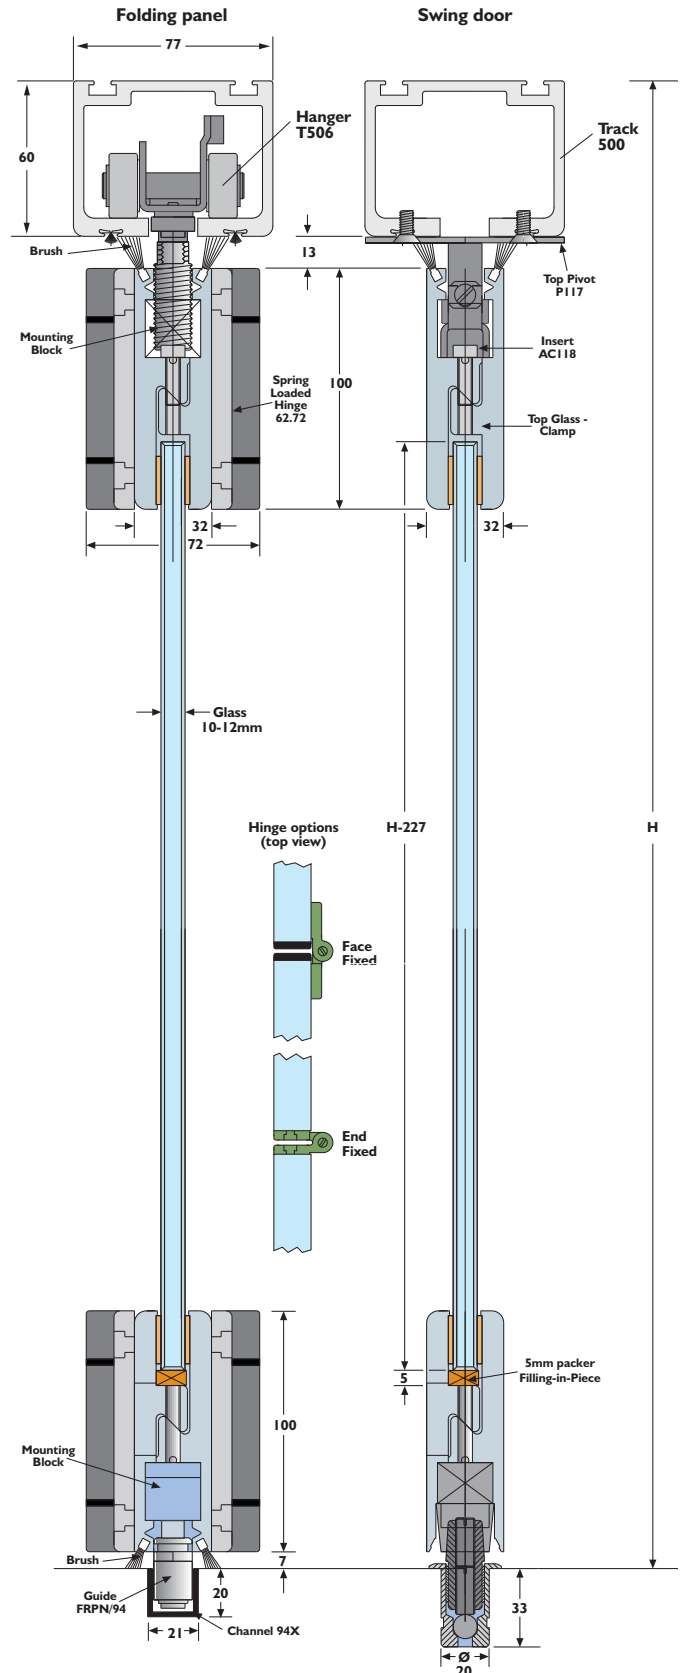 Folding panel
Swing door
77
Hanger
T506
Track
500
60
Brush
13
Top Pivot
P117
Mounting
Block
Insert
AC118
Spring
Loaded
Hinge
62.72
100
Top Glass -
Clamp
32
72
32
Glass
10-12mm
Hinge options
(top view)
H-227
H
Face
Fixed
End
Fixed
5mm packer
Filling-in-Piece
5
100
Mounting
Block
Brush
7
Guide
FRPN/94
20
33
21
Channel 94X
Ø
20